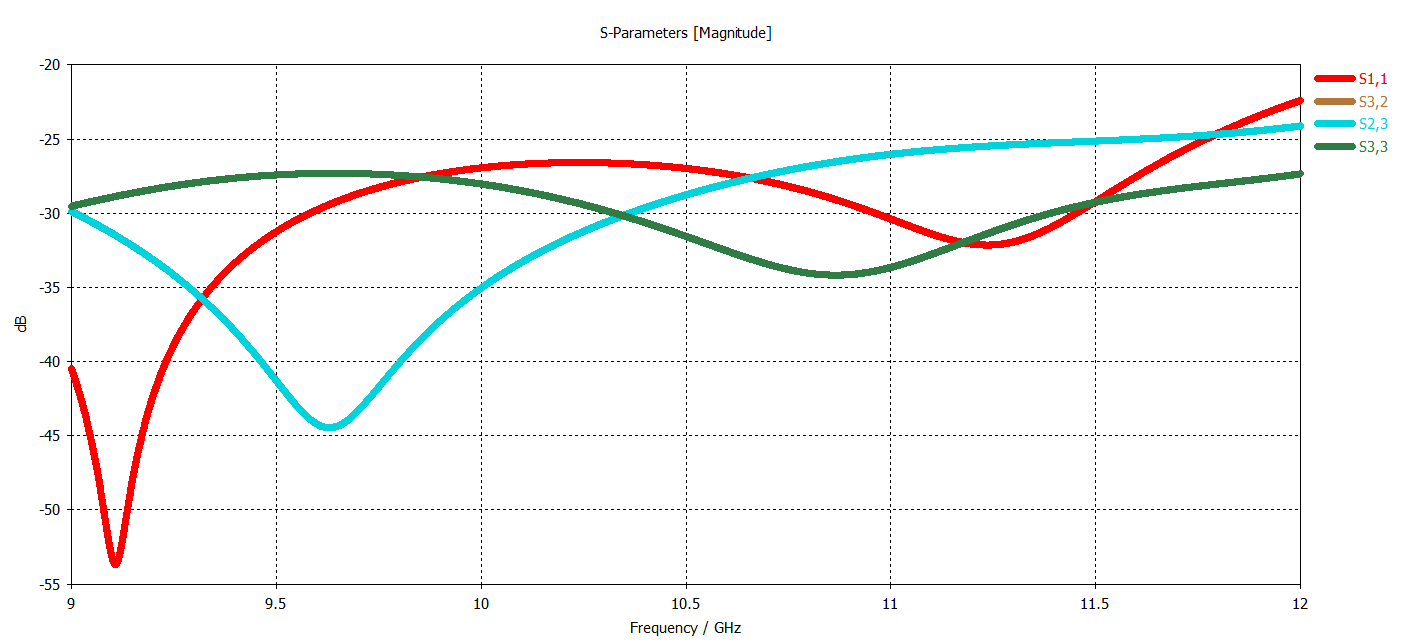 S-Parameters [Magnitude]
-20
-25
-30
-35
-40
-45
-50
-55
dB
9
9.5
10
10.5
11
11.5
12
Frequency / GHz
S1,1
S3,2
S2,3
S3,3